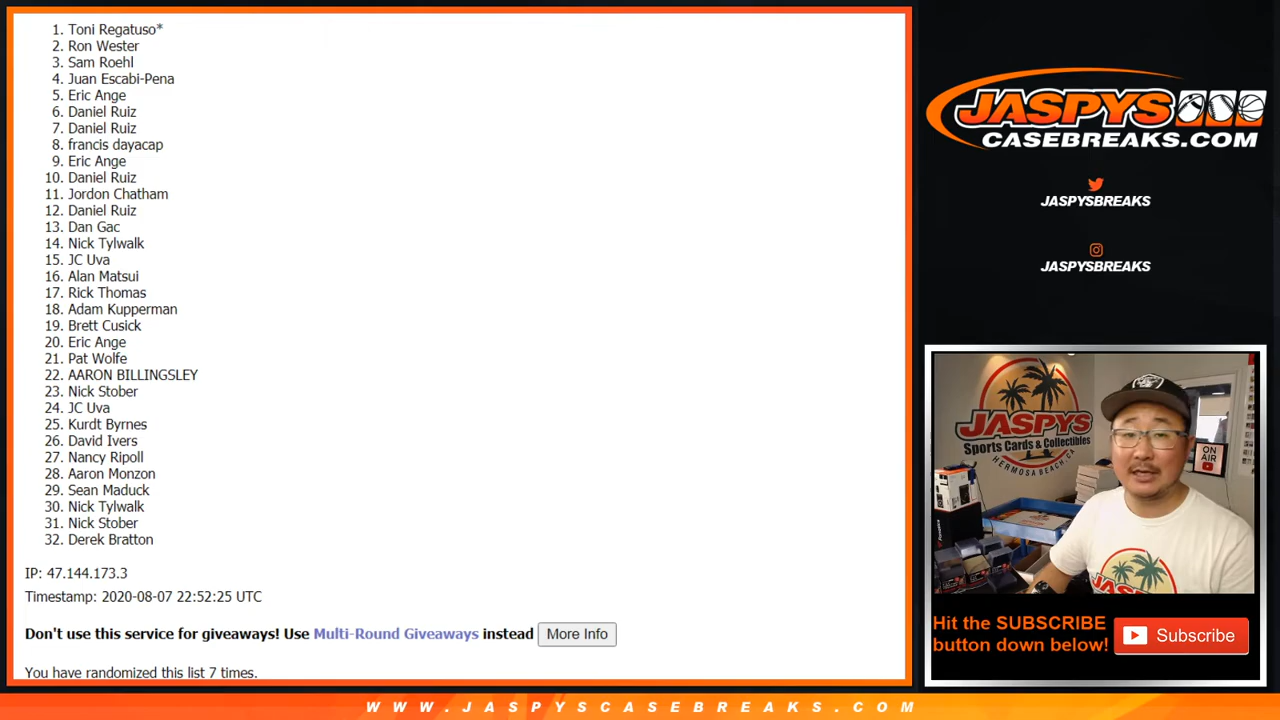 1. Toni Regatuso*
2. Ron Wester
3. Sam Roehl
4. Juan Escabi-Pena
5. Eric Ange
6. Daniel Ruiz
7. Daniel Ruiz
8. francis dayacap
9. Eric Ange
10. Daniel Ruiz
11. Jordon Chatham
12. Daniel Ruiz
13. Dan Gac
14. Nick Tylwalk
15. JC Uva
16. Alan Matsui
17. Rick Thomas
18. Adam Kupperman
19. Brett Cusick
20. Eric Ange
21. Pat Wolfe
22. AARON BILLINGSLEY
23. Nick Stober
24. JC Uva
25. Kurdt Byrnes
26. David Ivers
27. Nancy Ripoll
28. Aaron Monzon
29. Sean Maduck
30. Nick Tylwalk
31. Nick Stober
32. Derek Bratton
IP: 47.144.173.3
Timestamp: 2020-08-07 22:52:25 UTC
Don't use this service for giveaways! Use Multi-Round Giveaways instead More Info
You have randomized this list 7 times.
JASPYS
CASEBREAKS.COM
JASPYSBREAKS
JASPYSBREAKS
JASPYS
Sports Cards & Collectibles
HERMOSA BEACH, CA
ON AIR
Hit the SUBSCRIBE
button down below!
Subscribe
WWW.JASPYSCASEBREAKS.COM